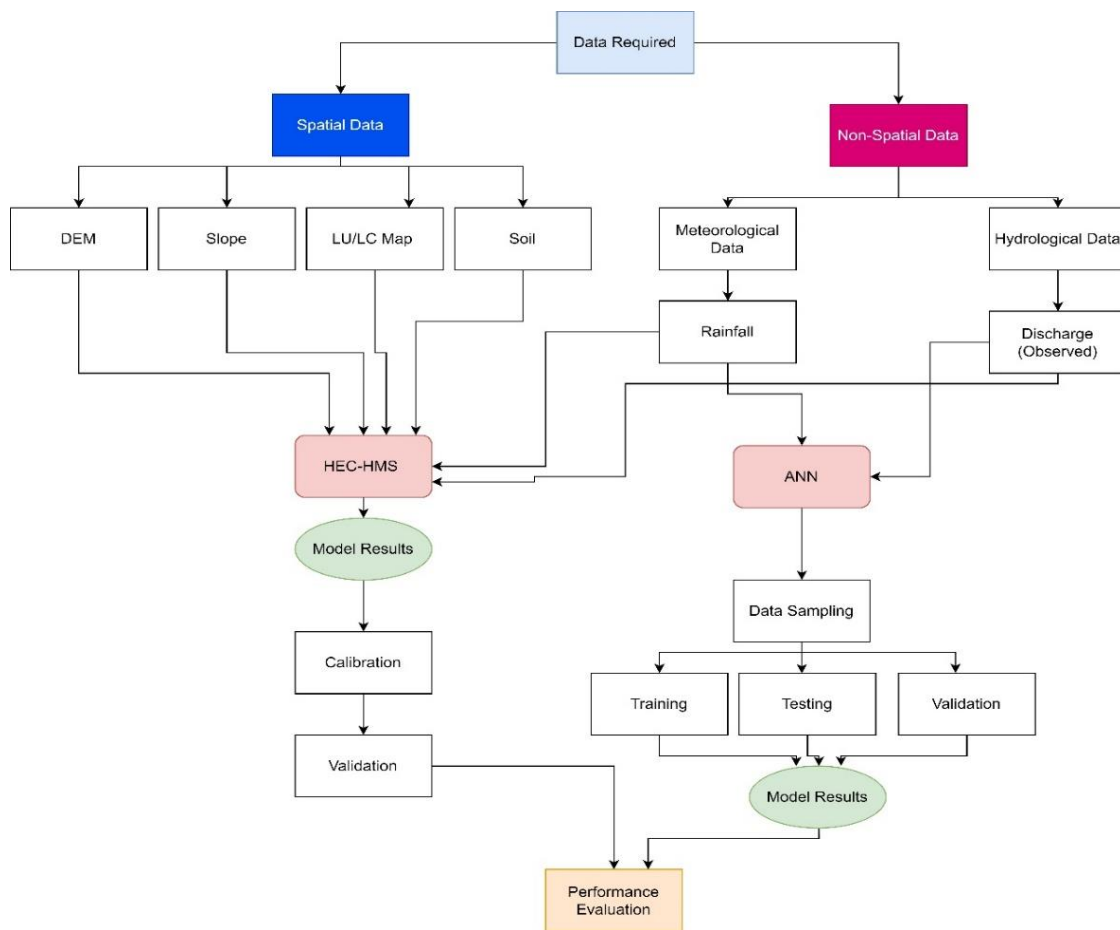 Data Required
Spatial Data
Non-Spatial Data
DEM
Slope
LU/LC Map
Soil
Meteorological
Data
Hydrological Data
Rainfall
Discharge
(Observed)
HEC-HMS
ANN
Model Results
Data Sampling
Calibration
Training
Testing
Validation
Validation
Model Results
Performance
Evaluation